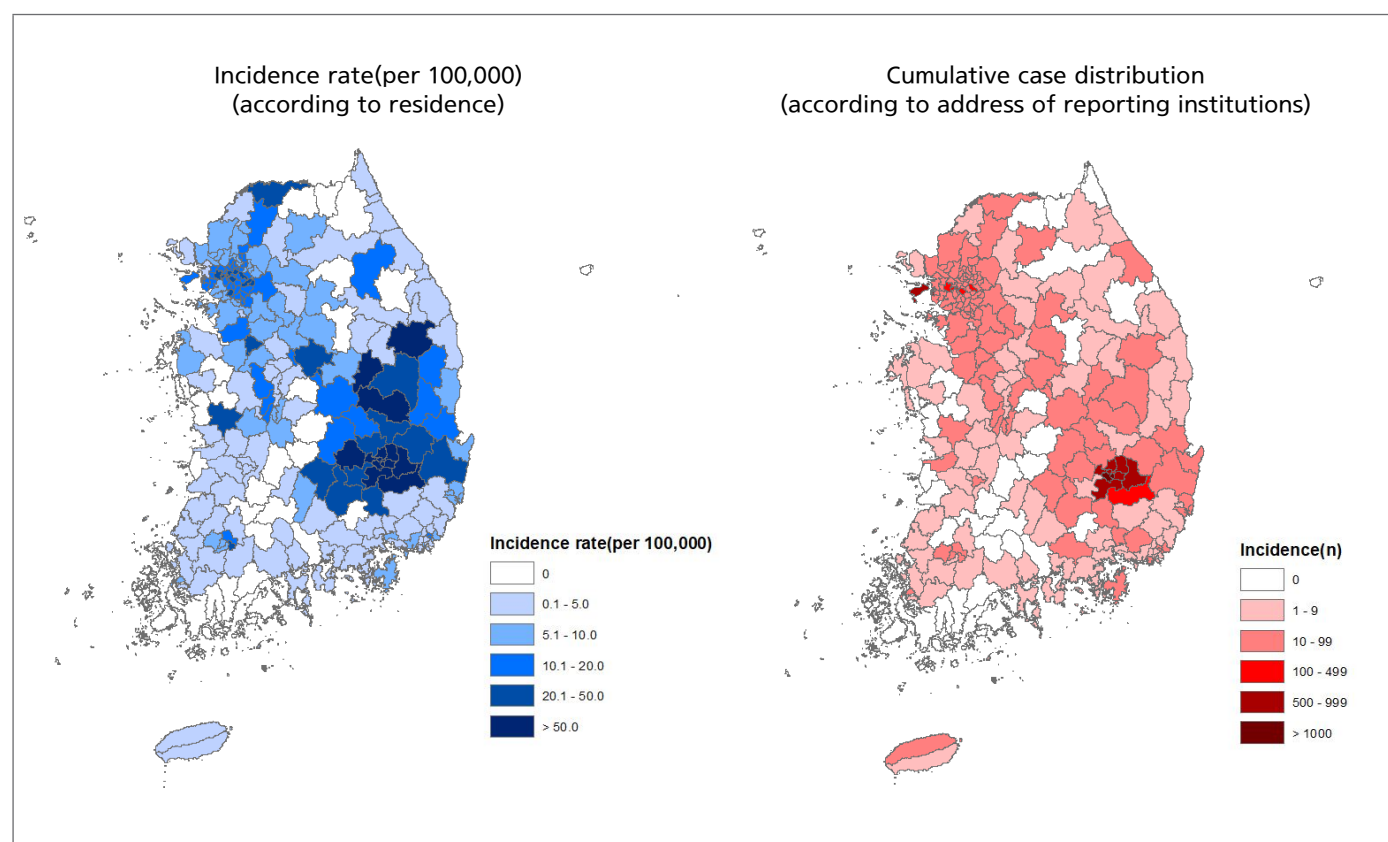 Incidence rate(per 100,000)
(according to residence)
Incidence rate(per 100,000)
0
0.1 - 5.0
5.1 - 10.0
10.1 - 20.0
20.1 - 50.0
> 50.0
Cumulative case distribution
(according to address of reporting institutions)
Incidence(n)
0
1 - 9
10 - 99
100 - 499
500 - 999
> 1000